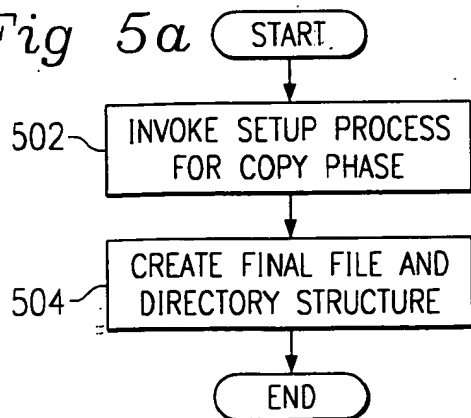 Fig 5a
START
502
INVOKE SETUP PROCESS
FOR COPY PHASE
504
CREATE FINAL FILE AND
DIRECTORY STRUCTURE
END